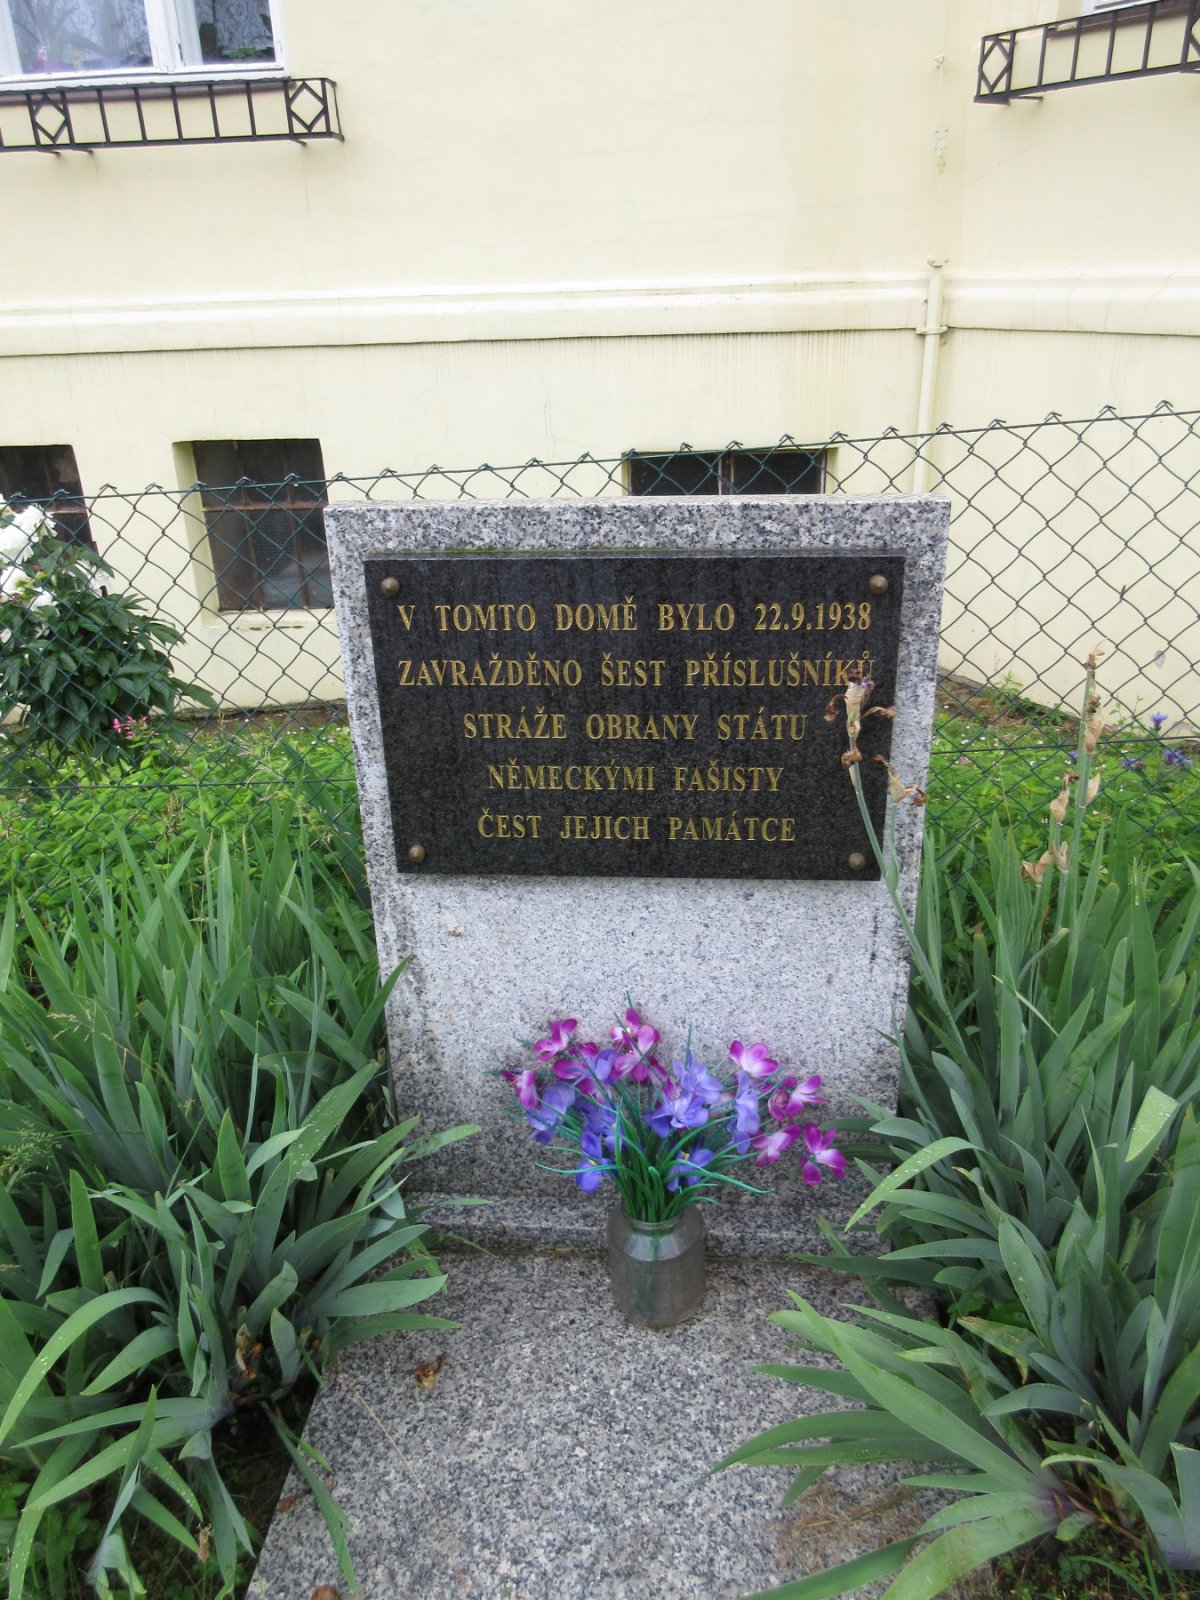 V TOMTO DOMĚ BYLO 22.9.1938
ZAVRAŽDĚNO ŠEST PŘÍSLUŠNÍKŮ
STRÁŽE OBRANY STÁTU
NĚMECKÝMI FAŠISTY
ČEST JEJICH PAMÁTCE